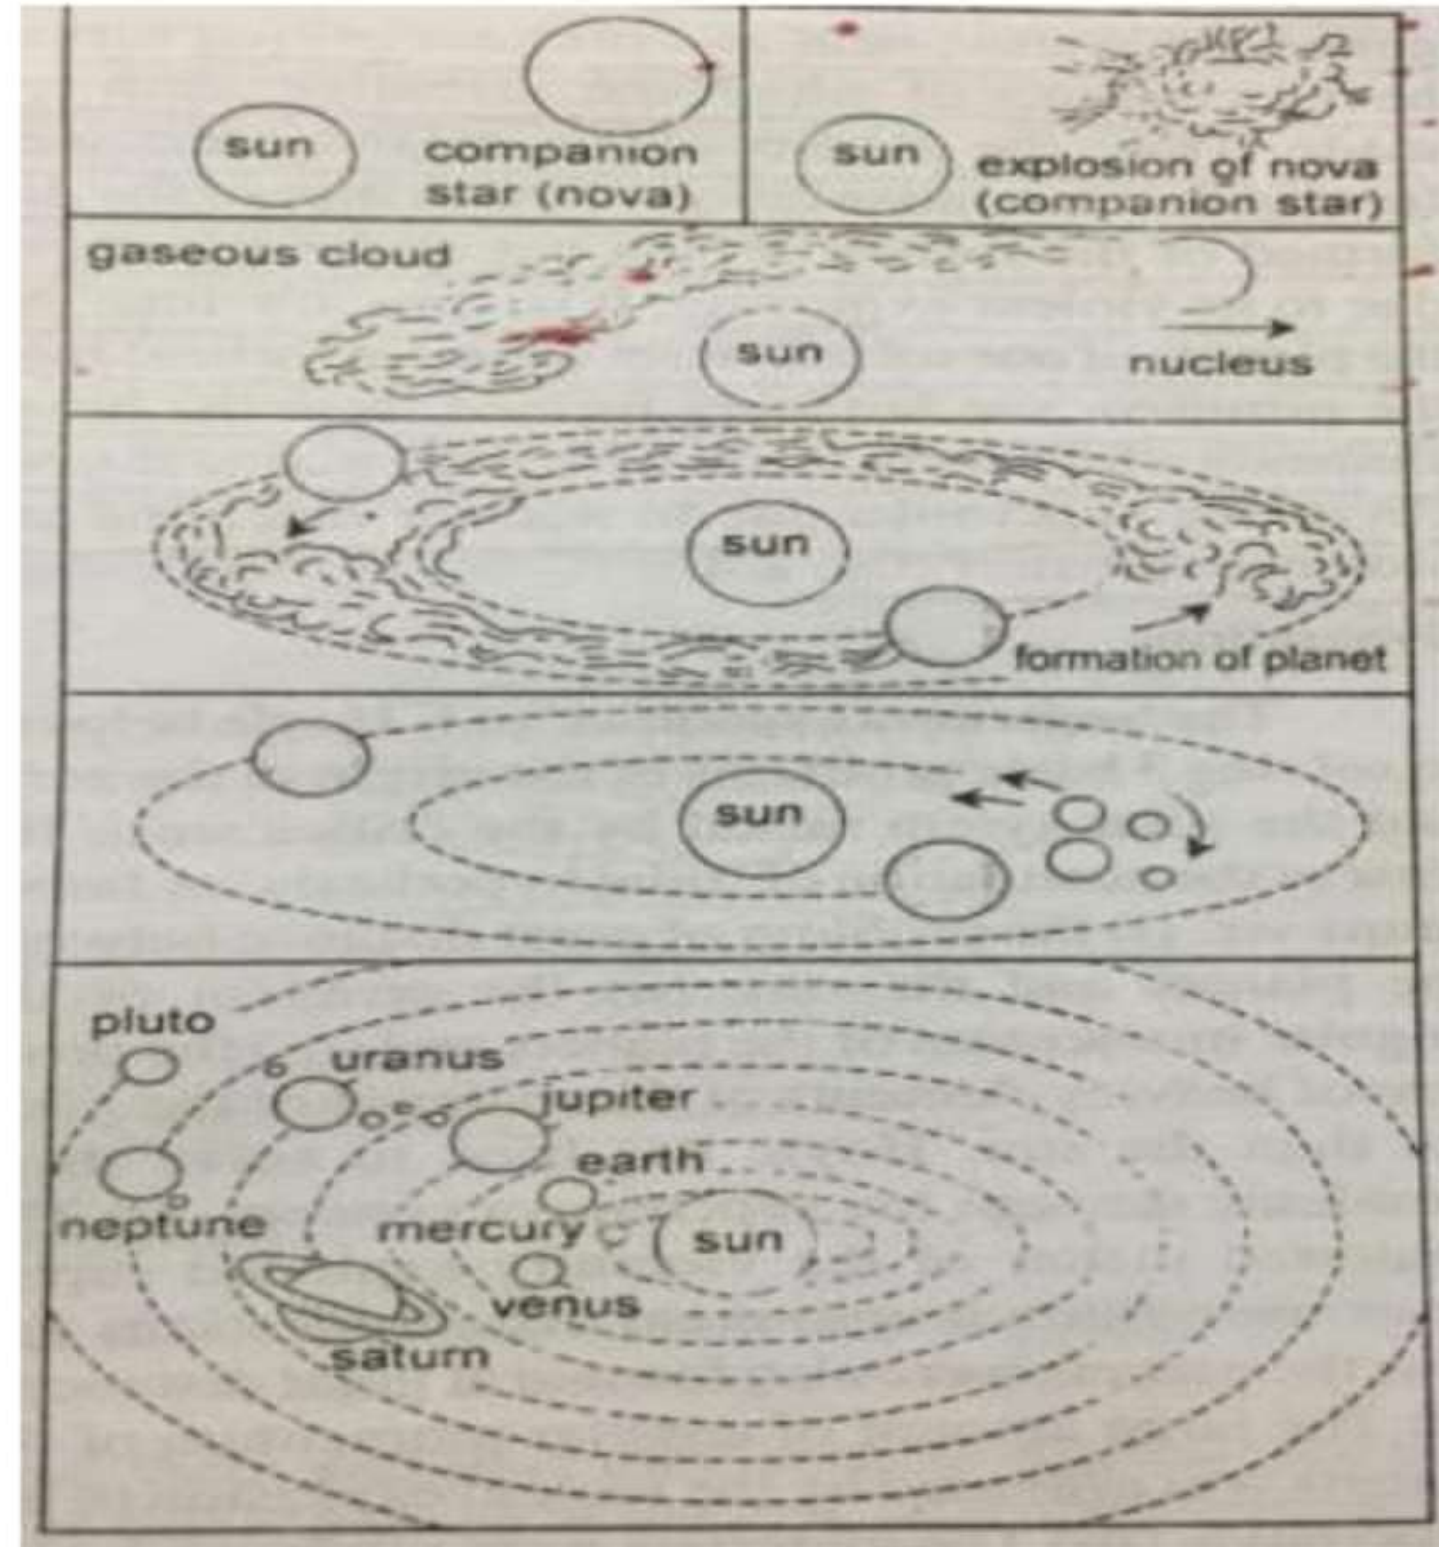 sun
companion
star (nova)
sun
explosion of nova
(companion star)
gaseous cloud
sun
nucleus
sun
formation of planet
sun
pluto
uranus
jupiter
earth
neptune
mercury
sun
venus
saturn